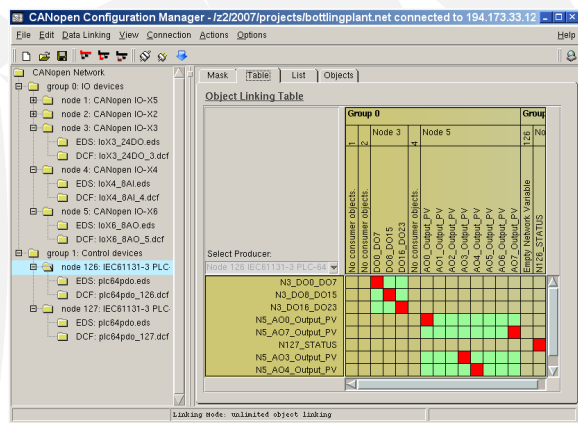 CANopen Configuration Manager - /z2/2007/projects/bottlingplant.net connected to 194.173.33.12
File Edit Data Linking View Connection Actions Options Help
CANopen Network
group 0: IO devices
node 1: CANopen IO-X5
node 2: CANopen IO-X2
node 3: CANopen IO-X3
EDS: IoX3_24DO.eds
DCF: IoX3_24DO_3.dcf
node 4: CANopen IO-X4
EDS: IoX4_8AI.eds
DCF: IoX4_8AI_4.dcf
node 5: CANopen IO-X6
EDS: IoX6_8AO.eds
DCF: IoX6_8AO_5.dcf
group 1: Control devices
node 126: IEC61131-3 PLC-
EDS: plc64pdo.eds
DCF: plc64pdo_126.dcf
node 127: IEC61131-3 PLC-
EDS: plc64pdo.eds
DCF: plc64pdo_127.dcf
Mask Table List Objects
Object Linking Table
Group 0 Group
1 2 Node 3 4 Node 5 126 No
No consumer objects.
No consumer objects.
DO0_DO7
DO8_DO15
DO16_DO23
No consumer objects.
AO0_Output_PV
AO1_Output_PV
AO2_Output_PV
AO3_Output_PV
AO4_Output_PV
AO5_Output_PV
AO6_Output_PV
AO7_Output_PV
Empty Network Variable
N126_STATUS
Select Producer:
Node 126 IEC61131-3 PLC-64
N3_DO0_DO7
N3_DO8_DO15
N3_DO16_DO23
N5_AO0_Output_PV
N5_AO7_Output_PV
N127_STATUS
N5_AO3_Output_PV
N5_AO4_Output_PV
Linking Mode: unlimited object linking